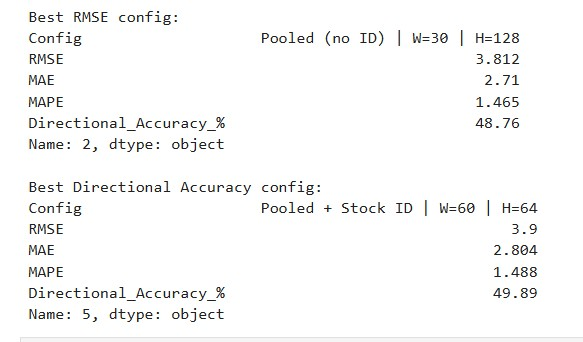 Best RMSE config:
Config Pooled (no ID) | W=30 | H=128
RMSE 3.812
MAE 2.71
MAPE 1.465
Directional_Accuracy_% 48.76
Name: 2, dtype: object
Best Directional Accuracy config:
Config Pooled + Stock ID | W=60 | H=64
RMSE 3.9
MAE 2.804
MAPE 1.488
Directional_Accuracy_% 49.89
Name: 5, dtype: object